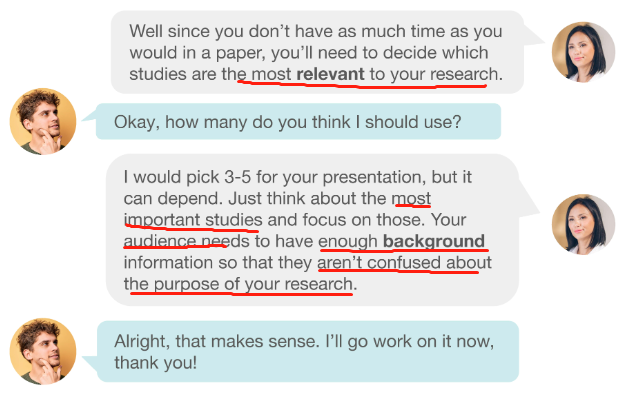 Well since you don't have as much time as you
would in a paper, you'll need to decide which
studies are the most relevant to your research.
Okay, how many do you think I should use?
I would pick 3-5 for your presentation, but it
can depend. Just think about the most
important studies and focus on those. Your
audience needs to have enough background
information so that they aren't confused about
the purpose of your research.
Alright, that makes sense. I'll go work on it now,
thank you!